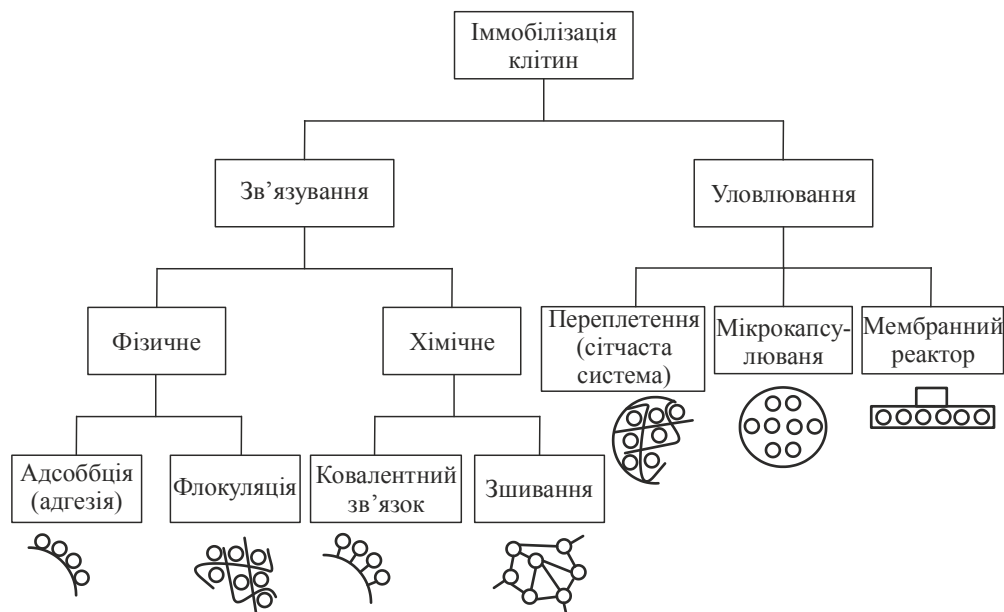 Іммобілізація
клітин
Зв’язування
Уловлювання
Фізичне
Хімічне
Переплетення
(сітчаста
система)
Мікрокапсу-
люваня
Мембранний
реактор
Адсоббція
(адгезія)
Флокуляція
Ковалентний
зв’язок
Зшивання